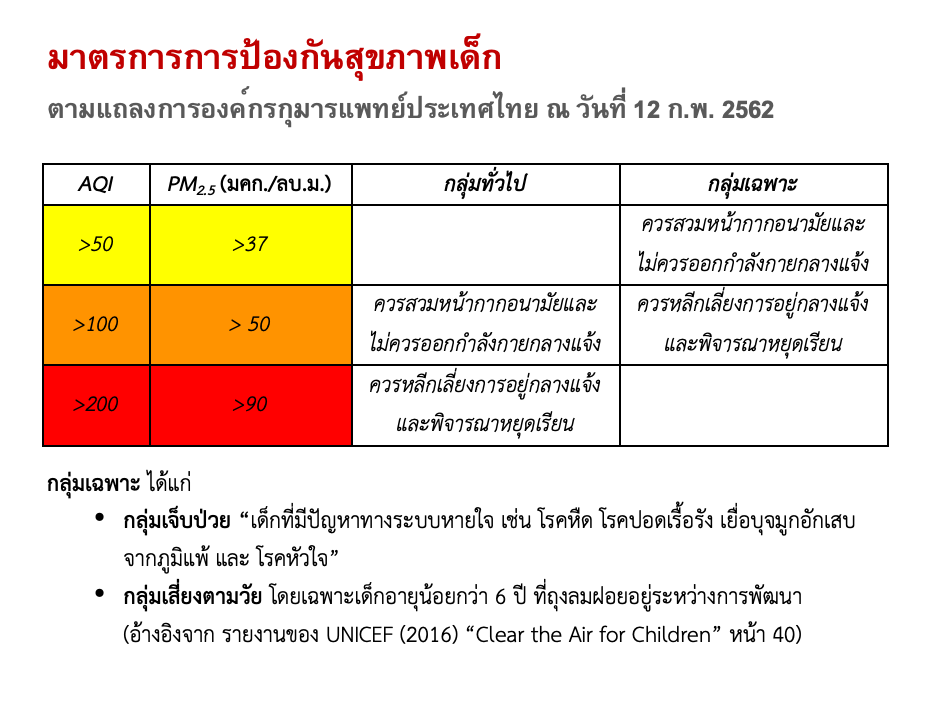 มาตรการการป้องกันสุขภาพเด็ก
ตามแถลงการองค์กรกุมารแพทย์ประเทศไทย ณ วันที่ 12 ก.พ. 2562
AQI PM2.5 (มคก./ลบ.ม.) กลุ่มทั่วไป กลุ่มเฉพาะ
>50 >37 ควรสวมหน้ากากอนามัยและ
ไม่ควรออกกำลังกายกลางแจ้ง
>100 > 50 ควรสวมหน้ากากอนามัยและ ควรหลีกเลี่ยงการอยู่กลางแจ้ง
ไม่ควรออกกำลังกายกลางแจ้ง และพิจารณาหยุดเรียน
>200 >90 ควรหลีกเลี่ยงการอยู่กลางแจ้ง
และพิจารณาหยุดเรียน
กลุ่มเฉพาะ ได้แก่
• กลุ่มเจ็บป่วย “เด็กที่มีปัญหาทางระบบหายใจ เช่น โรคหืด โรคปอดเรื้อรัง เยื่อบุจมูกอักเสบ
จากภูมิแพ้ และ โรคหัวใจ”
• กลุ่มเสี่ยงตามวัย โดยเฉพาะเด็กอายุน้อยกว่า 6 ปี ที่ถุงลมฝอยอยู่ระหว่างการพัฒนา
(อ้างอิงจาก รายงานของ UNICEF (2016) “Clear the Air for Children” หน้า 40)